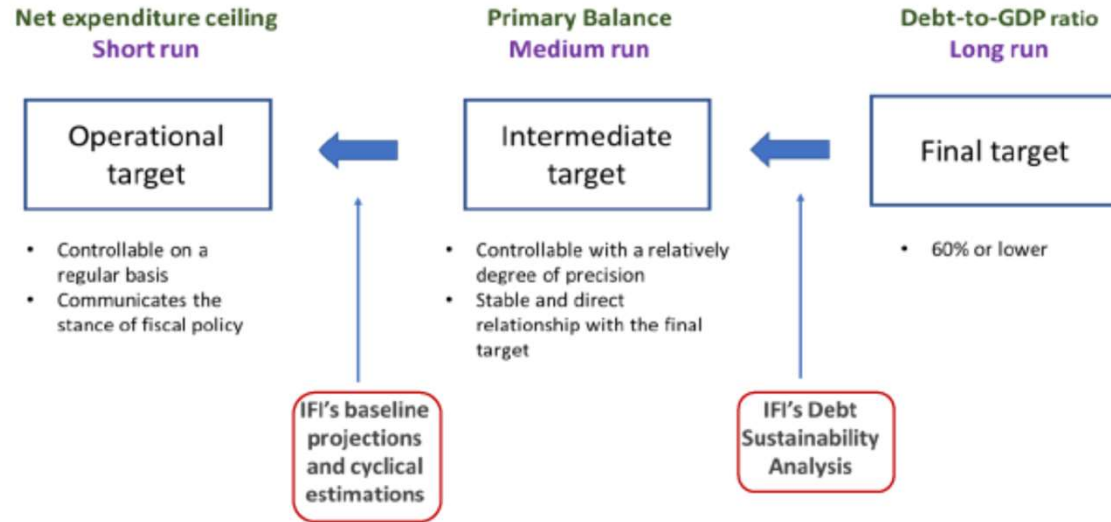 Net expenditure ceiling
Short run
Primary Balance
Medium run
Debt-to-GDP ratio
Long run
Operational
target
Intermediate
target
Final target
• Controllable on a
regular basis
• Communicates the
stance of fiscal policy
• Controllable with a relatively
degree of precision
• Stable and direct
relationship with the final
target
• 60% or lower
IFI's baseline
projections
and cyclical
estimations
IFI's Debt
Sustainability
Analysis